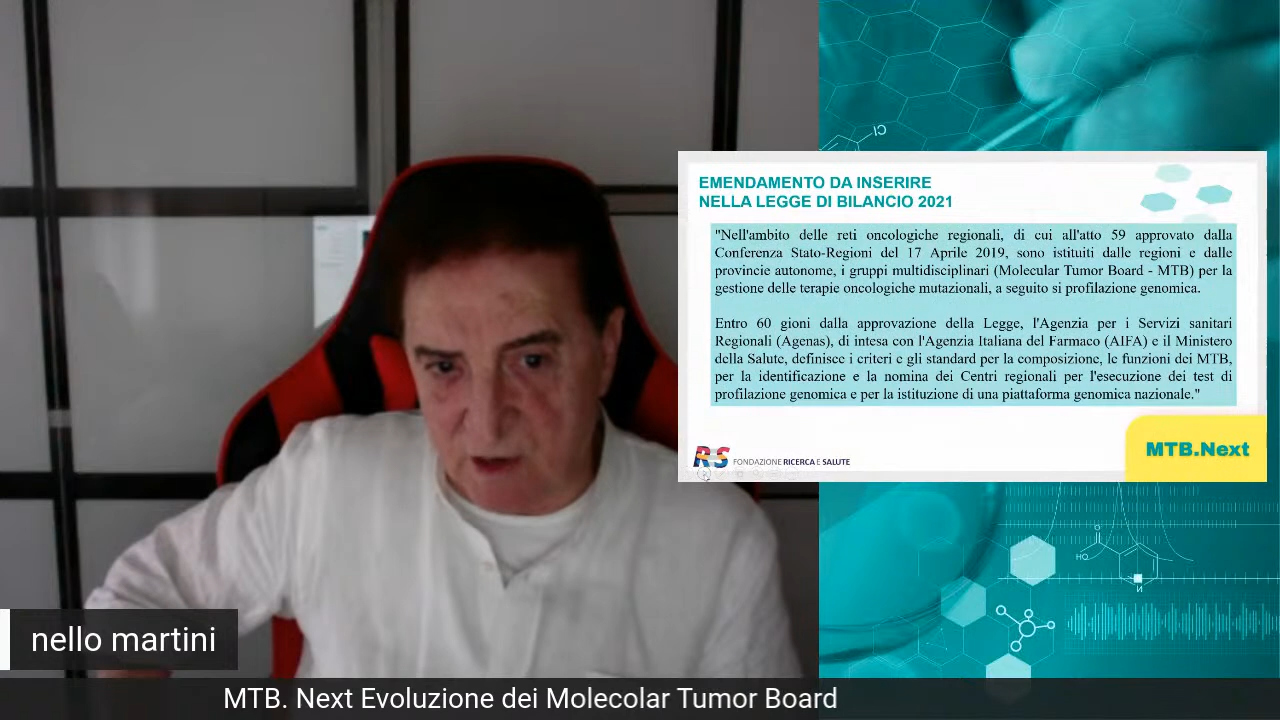 EMENDAMENTO DA INSERIRE
NELLA LEGGE DI BILANCIO 2021
"Nell'ambito delle reti oncologiche regionali, di cui all'atto 59 approvato dalla
Conferenza Stato-Regioni del 17 Aprile 2019, sono istituiti dalle regioni e dalle
provincie autonome, i gruppi multidisciplinari (Molecular Tumor Board - MTB) per la
gestione delle terapie oncologiche mutazionali, a seguito si profilazione genomica.
Entro 60 gioni dalla approvazione della Legge, l'Agenzia per i Servizi sanitari
Regionali (Agenas), di intesa con l'Agenzia Italiana del Farmaco (AIFA) e il Ministero
della Salute, definisce i criteri e gli standard per la composizione, le funzioni dei MTB,
per la identificazione e la nomina dei Centri regionali per l'esecuzione dei test di
profilazione genomica e per la istituzione di una piattaforma genomica nazionale."
MTB.Next
R&S FONDAZIONE RICERCA E SALUTE
Cl
O
HO
N
nello martini
MTB. Next Evoluzione dei Molecolar Tumor Board